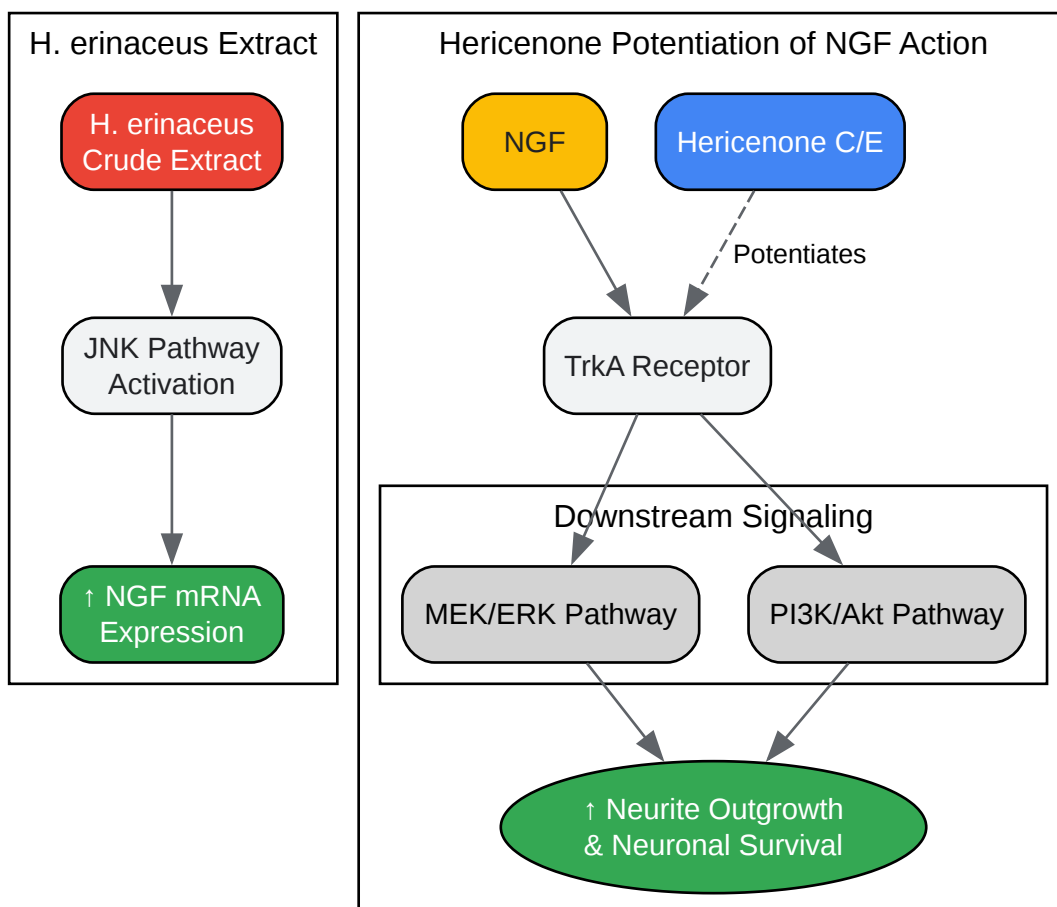 H. erinaceus Extract
H. erinaceus
Crude Extract
JNK Pathway
Activation
↑ NGF mRNA
Expression
Hericenone Potentiation of NGF Action
NGF
Hericenone C/E
Potentiates
TrkA Receptor
Downstream Signaling
MEK/ERK Pathway
PI3K/Akt Pathway
↑ Neurite Outgrowth
& Neuronal Survival